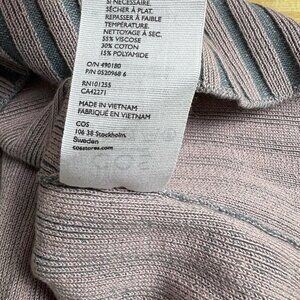 SI NÉCESSAIRE.
SÉCHER À PLAT.
REPASSER À FAIBLE
TEMPÉRATURE.
NETTOYAGE À SEC.
55% VISCOSE
30% COTON
15% POLYAMIDE
O/N 490180
P/N 0520968 6
RN101255
CA42271
MADE IN VIETNAM
FABRIQUÉ EN VIETNAM
COS
106 38 Stockholm,
Sweden
cosstores.com